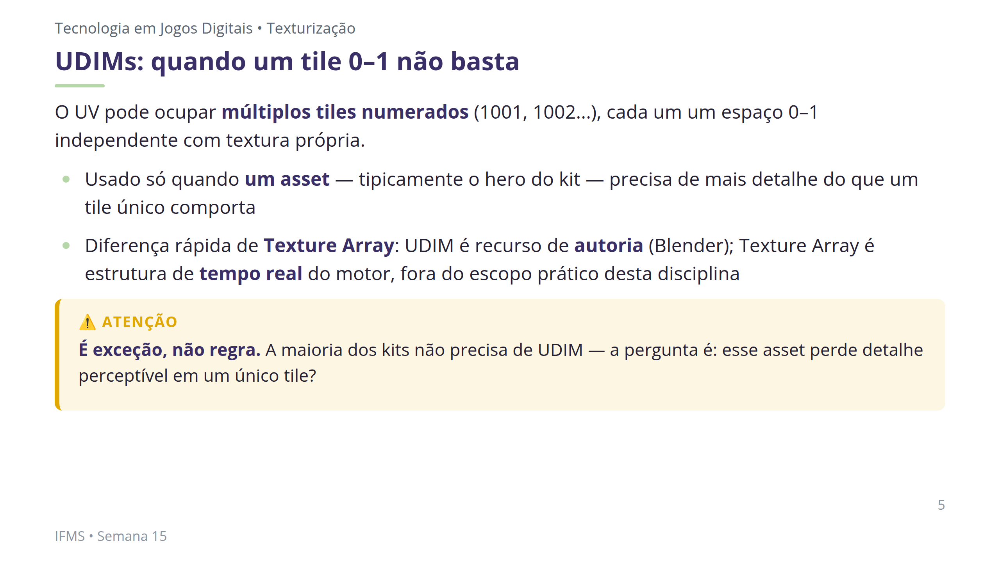 Tecnologia em Jogos Digitais • Texturização
UDIMs: quando um tile 0–1 não basta
O UV pode ocupar múltiplos tiles numerados (1001, 1002...), cada um um espaço 0–1
independente com textura própria.
• Usado só quando um asset — tipicamente o hero do kit — precisa de mais detalhe do que um
tile único comporta
• Diferença rápida de Texture Array: UDIM é recurso de autoria (Blender); Texture Array é
estrutura de tempo real do motor, fora do escopo prático desta disciplina
⚠️ ATENÇÃO
É exceção, não regra. A maioria dos kits não precisa de UDIM — a pergunta é: esse asset perde detalhe
perceptível em um único tile?
5
IFMS • Semana 15